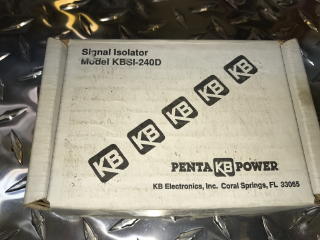 Signal Isolator
Model KBSI-240D
KB KB KB KB KB
PENTA KB POWER
KB Electronics, Inc. Coral Springs, FL 33065